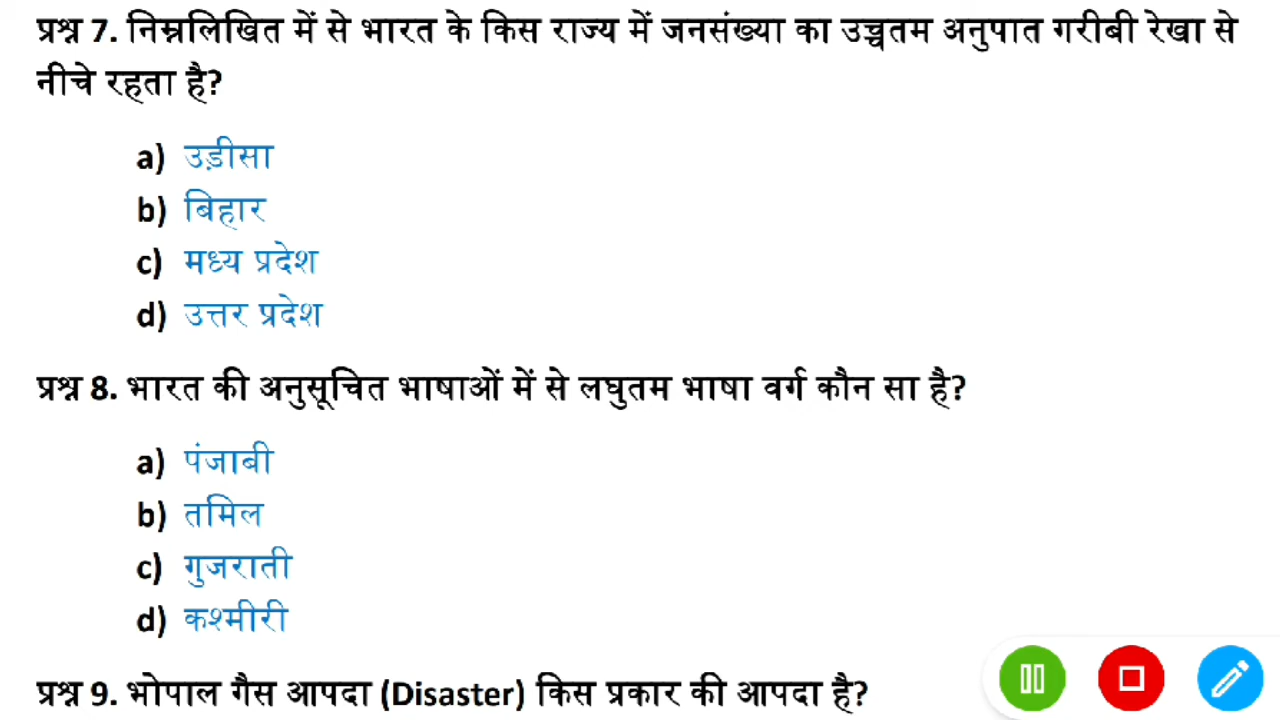 प्रश्न 7. निम्नलिखित में से भारत के किस राज्य में जनसंख्या का उच्चतम अनुपात गरीबी रेखा से
नीचे रहता है?
a) उड़ीसा
b) बिहार
c) मध्य प्रदेश
d) उत्तर प्रदेश
प्रश्न 8. भारत की अनुसूचित भाषाओं में से लघुतम भाषा वर्ग कौन सा है?
a) पंजाबी
b) तमिल
c) गुजराती
d) कश्मीरी
प्रश्न 9. भोपाल गैस आपदा (Disaster) किस प्रकार की आपदा है?